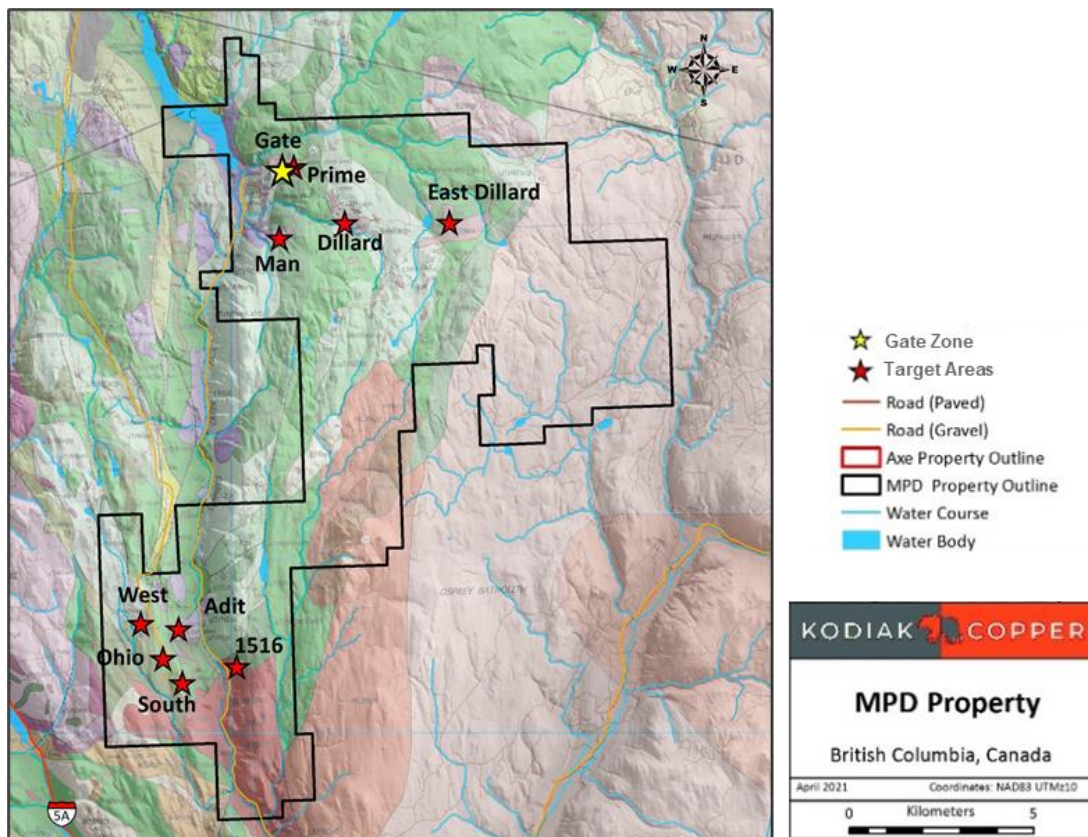 N
W E
S
Gate
Prime
East Dillard
Dillard
Man
West
Adit
Ohio
1516
South
OSPREY BATHOLITH
5A
Gate Zone
Target Areas
Road (Paved)
Road (Gravel)
Axe Property Outline
MPD Property Outline
Water Course
Water Body
KODIAK COPPER
MPD Property
British Columbia, Canada
April 2021 Coordinates: NAD83 UTMz10
0 Kilometers 5